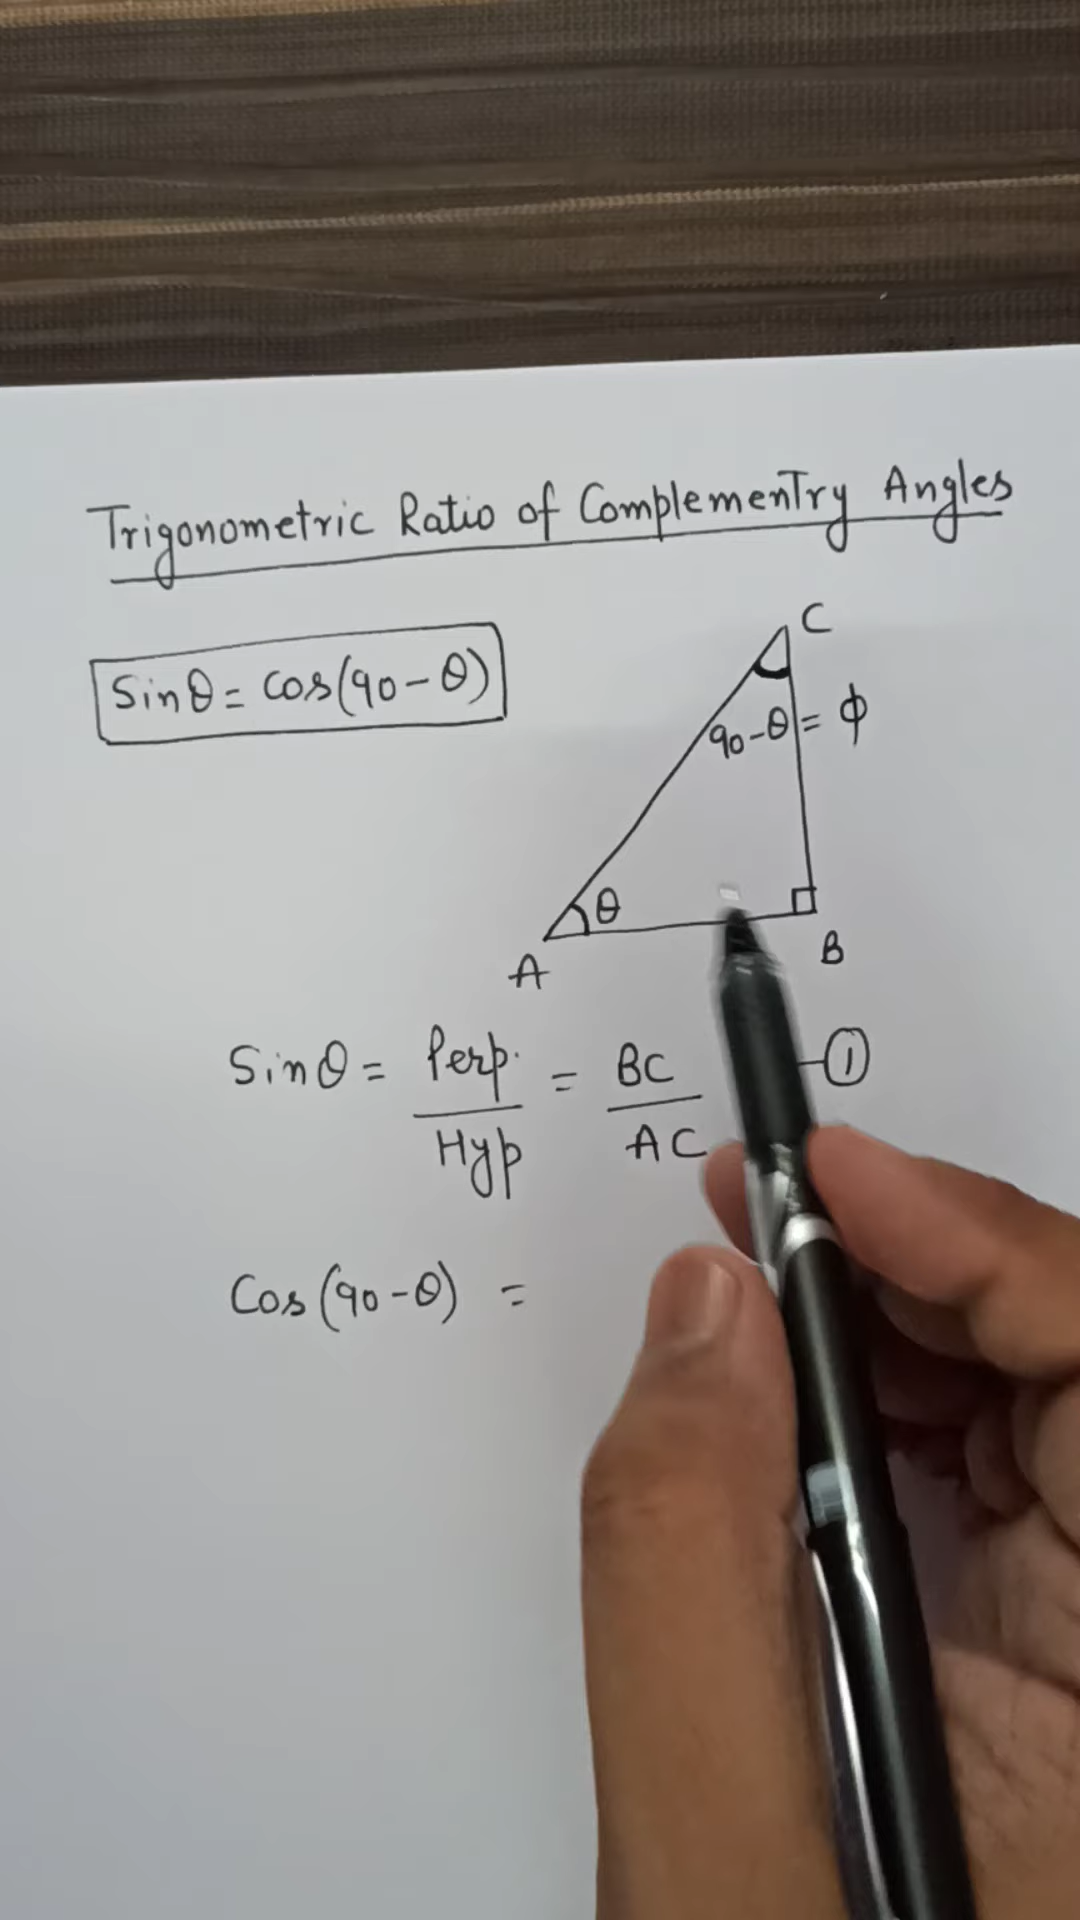 Trigonometric Ratio of Complementry Angles
Sinθ = Cos(90-θ)
C
90-θ = ϕ
θ
A
B
Sinθ = Perp. / Hyp = BC / AC -①
Cos(90-θ) =